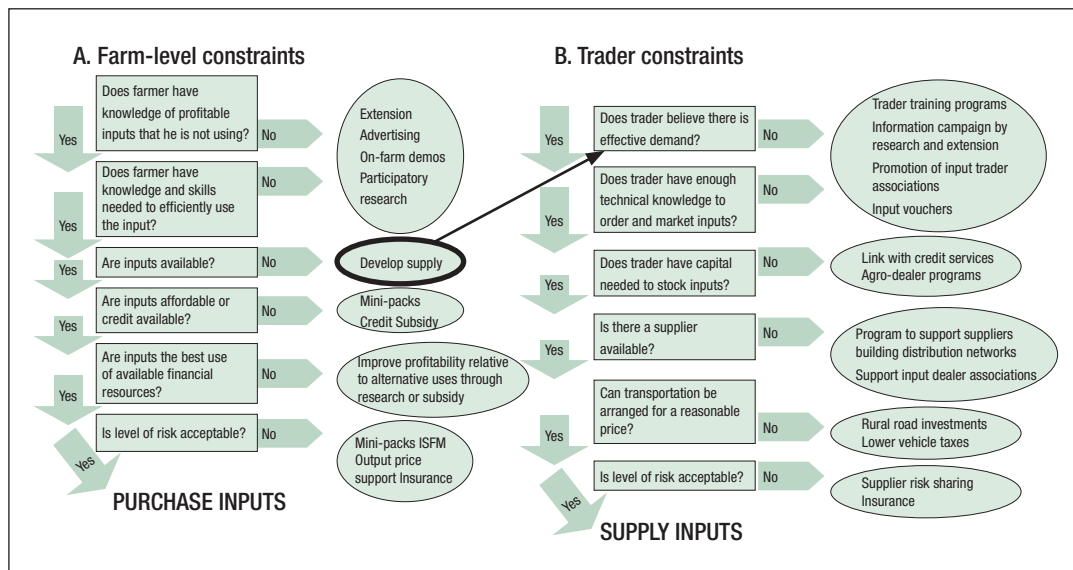 A. Farm-level constraints
Does farmer have
knowledge of profitable
inputs that he is not using?
No
Extension
Advertising
On-farm demos
Participatory
research
Yes
Does farmer have
knowledge and skills
needed to efficiently use
the input?
No
Yes
Are inputs available?
No
Develop supply
Yes
Are inputs affordable or
credit available?
No
Mini-packs
Credit Subsidy
Yes
Are inputs the best use
of available financial
resources?
No
Improve profitability relative
to alternative uses through
research or subsidy
Yes
Is level of risk acceptable?
No
Mini-packs ISFM
Output price
support Insurance
Yes
PURCHASE INPUTS
B. Trader constraints
Does trader believe there is
effective demand?
No
Trader training programs
Information campaign by
research and extension
Promotion of input trader
associations
Input vouchers
Yes
Does trader have enough
technical knowledge to
order and market inputs?
No
Yes
Does trader have capital
needed to stock inputs?
No
Link with credit services
Agro-dealer programs
Yes
Is there a supplier
available?
No
Program to support suppliers
building distribution networks
Support input dealer associations
Yes
Can transportation be
arranged for a reasonable
price?
No
Rural road investments
Lower vehicle taxes
Yes
Is level of risk acceptable?
No
Supplier risk sharing
Insurance
Yes
SUPPLY INPUTS